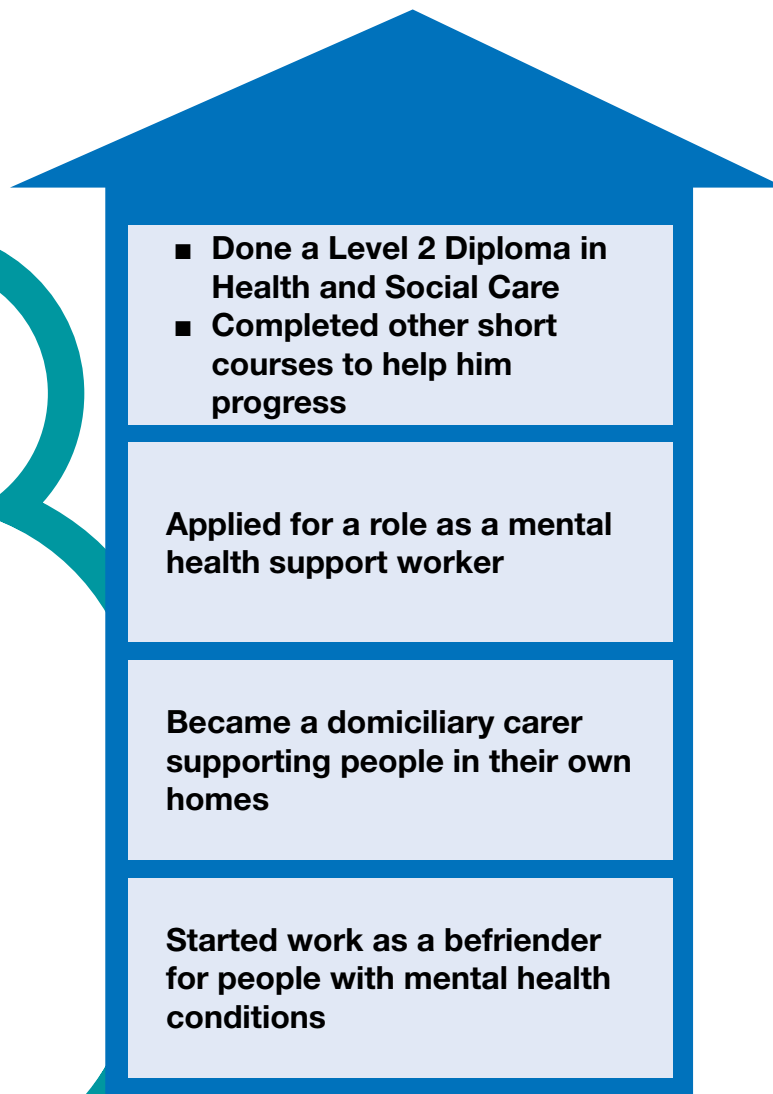 ■ Done a Level 2 Diploma in
Health and Social Care
■ Completed other short
courses to help him
progress
Applied for a role as a mental
health support worker
Became a domiciliary carer
supporting people in their own
homes
Started work as a befriender
for people with mental health
conditions